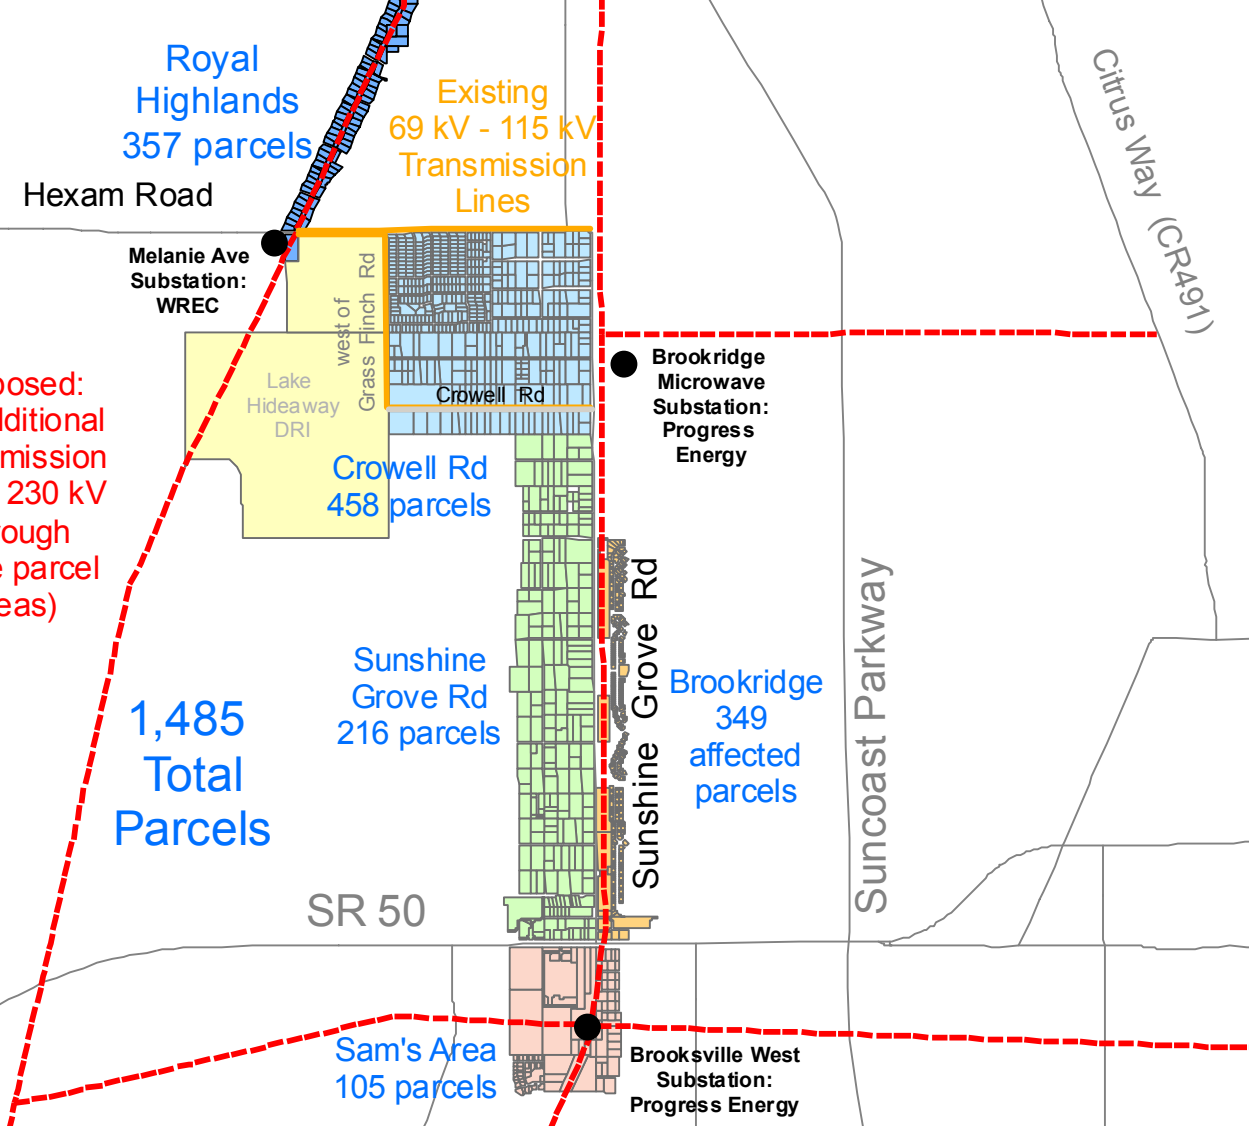 Royal
Highlands
357 parcels
Existing
69 kV - 115 kV
Transmission
Lines
Citrus Way (CR491)
Hexam Road
Melanie Ave
Substation:
WREC
west of
Grass Finch Rd
Lake
Hideaway
DRI
Crowell Rd
Brookridge
Microwave
Substation:
Progress
Energy
posed:
dditional
mission
230 kV
ough
e parcel
eas)
Crowell Rd
458 parcels
Sunshine Grove Rd
Suncoast Parkway
Sunshine
Grove Rd
216 parcels
Brookridge
349
affected
parcels
1,485
Total
Parcels
SR 50
Sam's Area
105 parcels
Brooksville West
Substation:
Progress Energy